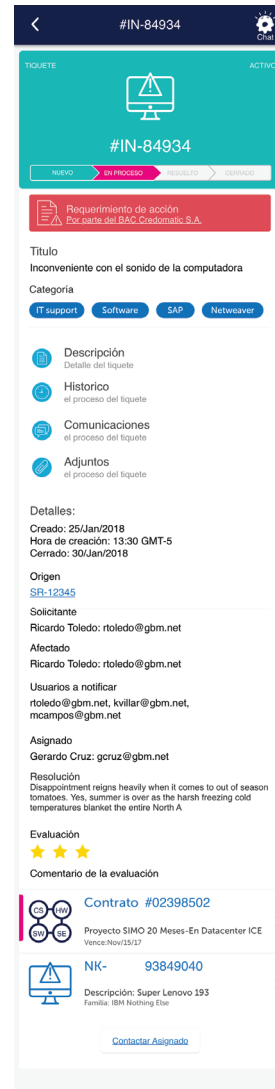 #IN-84934
Chat
TIQUETE
ACTIVO
#IN-84934
NUEVO
EN PROCESO
RESUELTO
CERRADO
Requerimiento de acción
Por parte del BAC Credomatic S.A.
Titulo
Inconveniente con el sonido de la computadora
Categoría
IT support
Software
SAP
Netweaver
Descripción
Detalle del tiquete
Historico
el proceso del tiquete
Comunicaciones
el proceso del tiquete
Adjuntos
el proceso del tiquete
Detalles:
Creado: 25/Jan/2018
Hora de creación: 13:30 GMT-5
Cerrado: 30/Jan/2018
Origen
SR-12345
Solicitante
Ricardo Toledo: rtoledo@gbm.net
Afectado
Ricardo Toledo: rtoledo@gbm.net
Usuarios a notificar
rtoledo@gbm.net, kvillar@gbm.net,
mcampos@gbm.net
Asignado
Gerardo Cruz: gcruz@gbm.net
Resolución
Disappointment reigns heavily when it comes to out of season
tomatoes. Yes, summer is over as the harsh freezing cold
temperatures blanket the entire North A
Evaluación
Comentario de la evaluación
CS HW
SW SE
Contrato #02398502
Proyecto SIMO 20 Meses-En Datacenter ICE
Vence:Nov/15/17
NK- 93849040
Descripción: Super Lenovo 193
Familia: IBM Nothing Else
Contactar Asignado